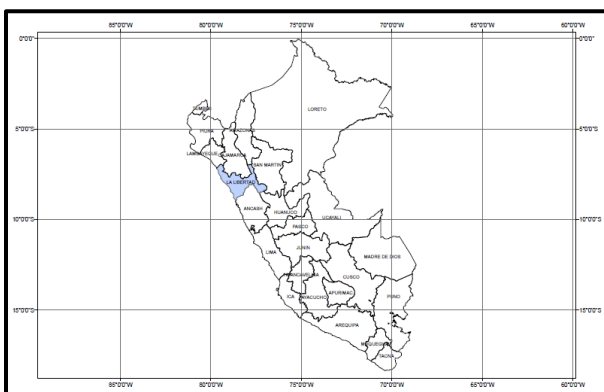 85°0'0"W 80°0'0"W 75°0'0"W 70°0'0"W 65°0'0"W 60°0'0"W
0°0'0" 0°0'0"
LORETO
TUMBES
5°0'0"S 5°0'0"S
PIURA AMAZONAS
LAMBAYEQUE CAJAMARCA
SAN MARTIN
LA LIBERTAD
ANCASH HUANUCO
UCAYALI
10°0'0"S 10°0'0"S
PASCO
LIMA JUNIN MADRE DE DIOS
HUANCAVELICA CUSCO
ICA AYACUCHO APURIMAC PUNO
15°0'0"S 15°0'0"S
AREQUIPA
MOQUEGUA
TACNA
85°0'0"W 80°0'0"W 75°0'0"W 70°0'0"W 65°0'0"W 60°0'0"W